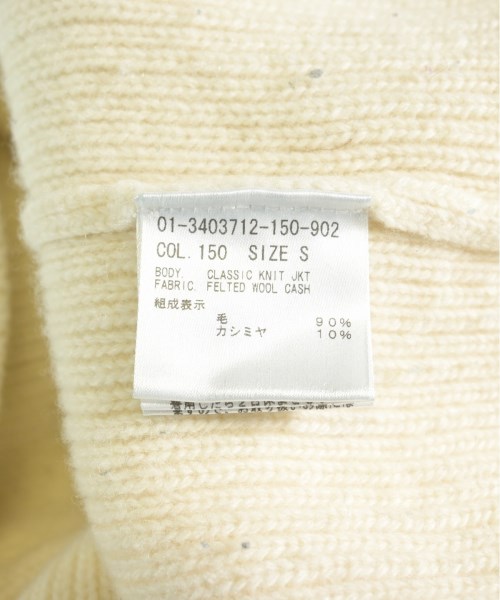 01-3403712-150-902
COL.150 SIZE S
BODY. CLASSIC KNIT JKT
FABRIC. FELTED WOOL CASH
組成表示
毛 90%
カシミヤ 10%